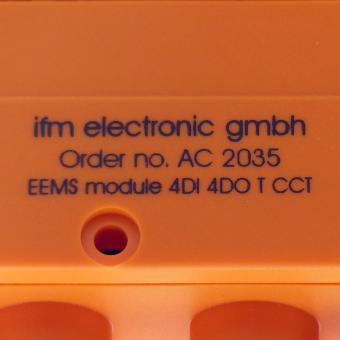 ifm electronic gmbh
Order no. AC 2035
EEMS module 4DI 4DO T CCT